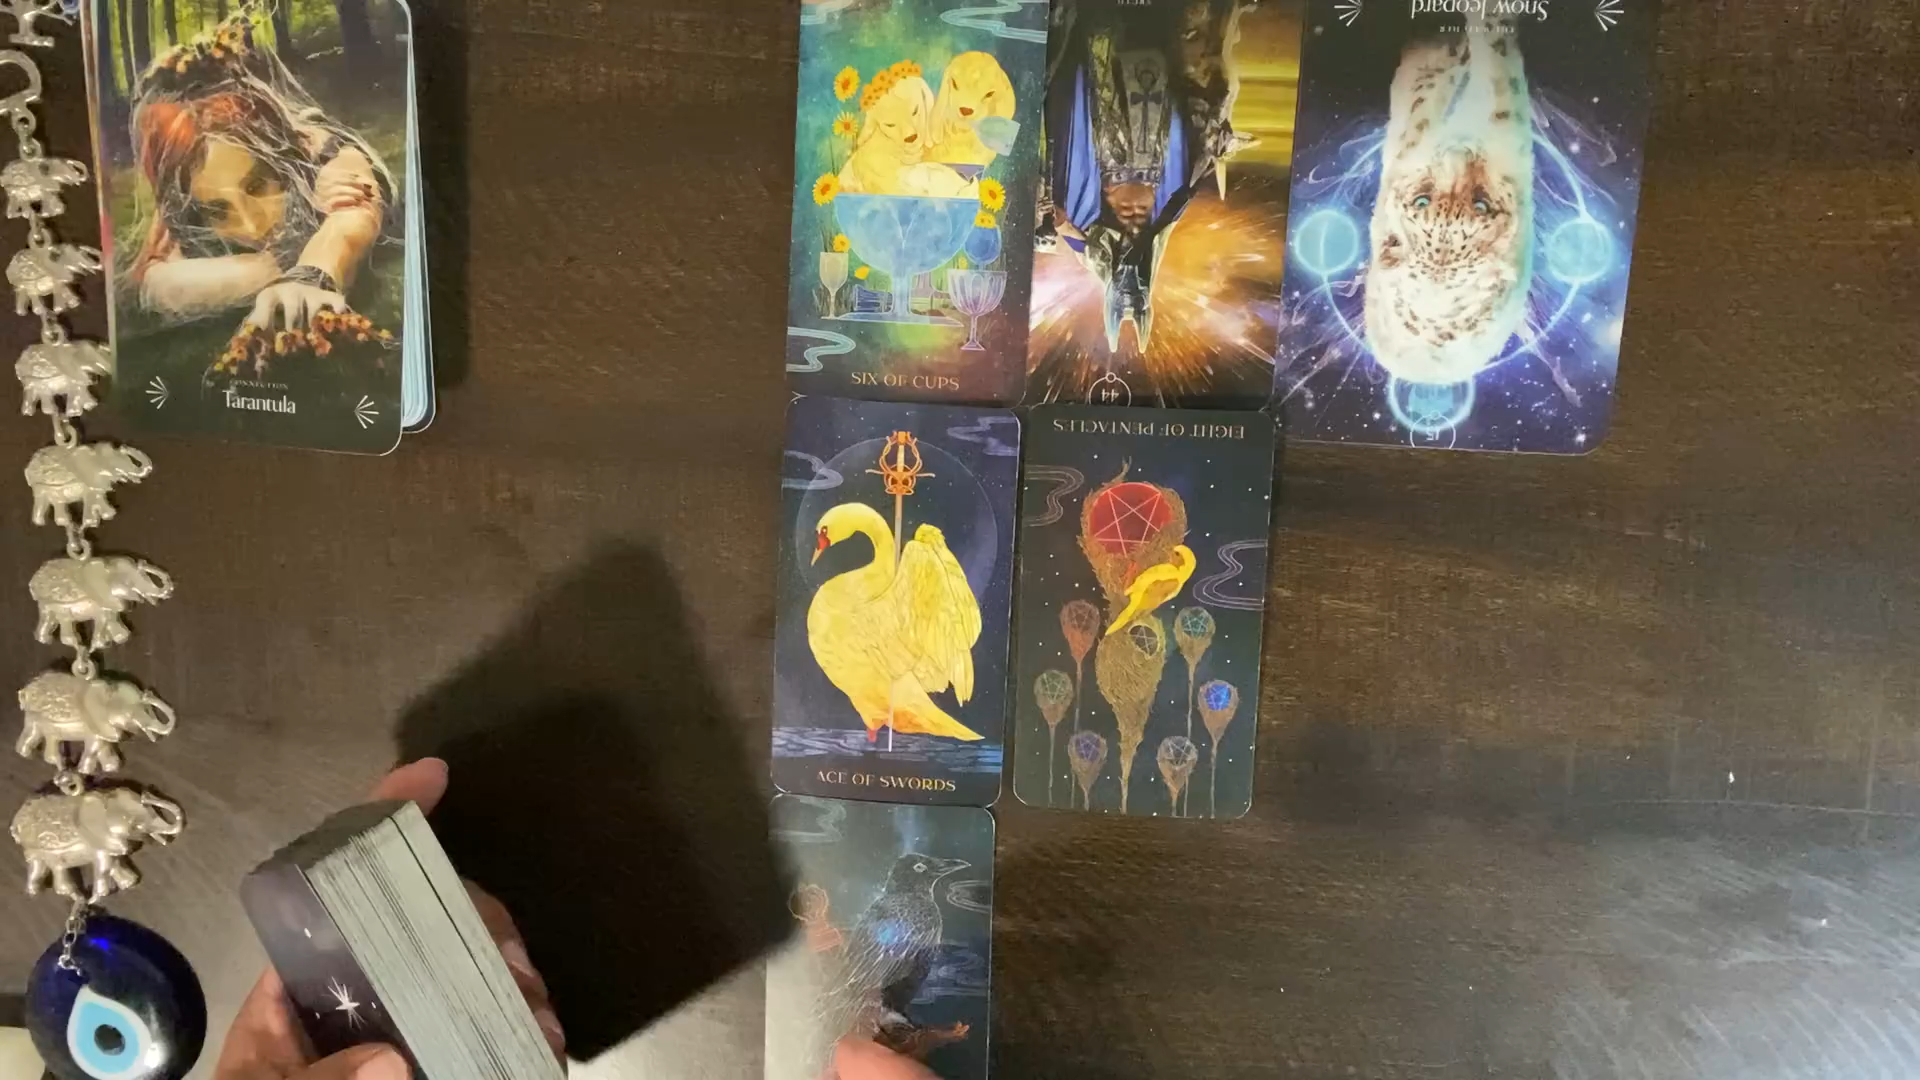 CONNECTION
Tarantula
SIX OF CUPS
44
Snow leopard
15
ACE OF SWORDS
EIGHT OF PENTACLES